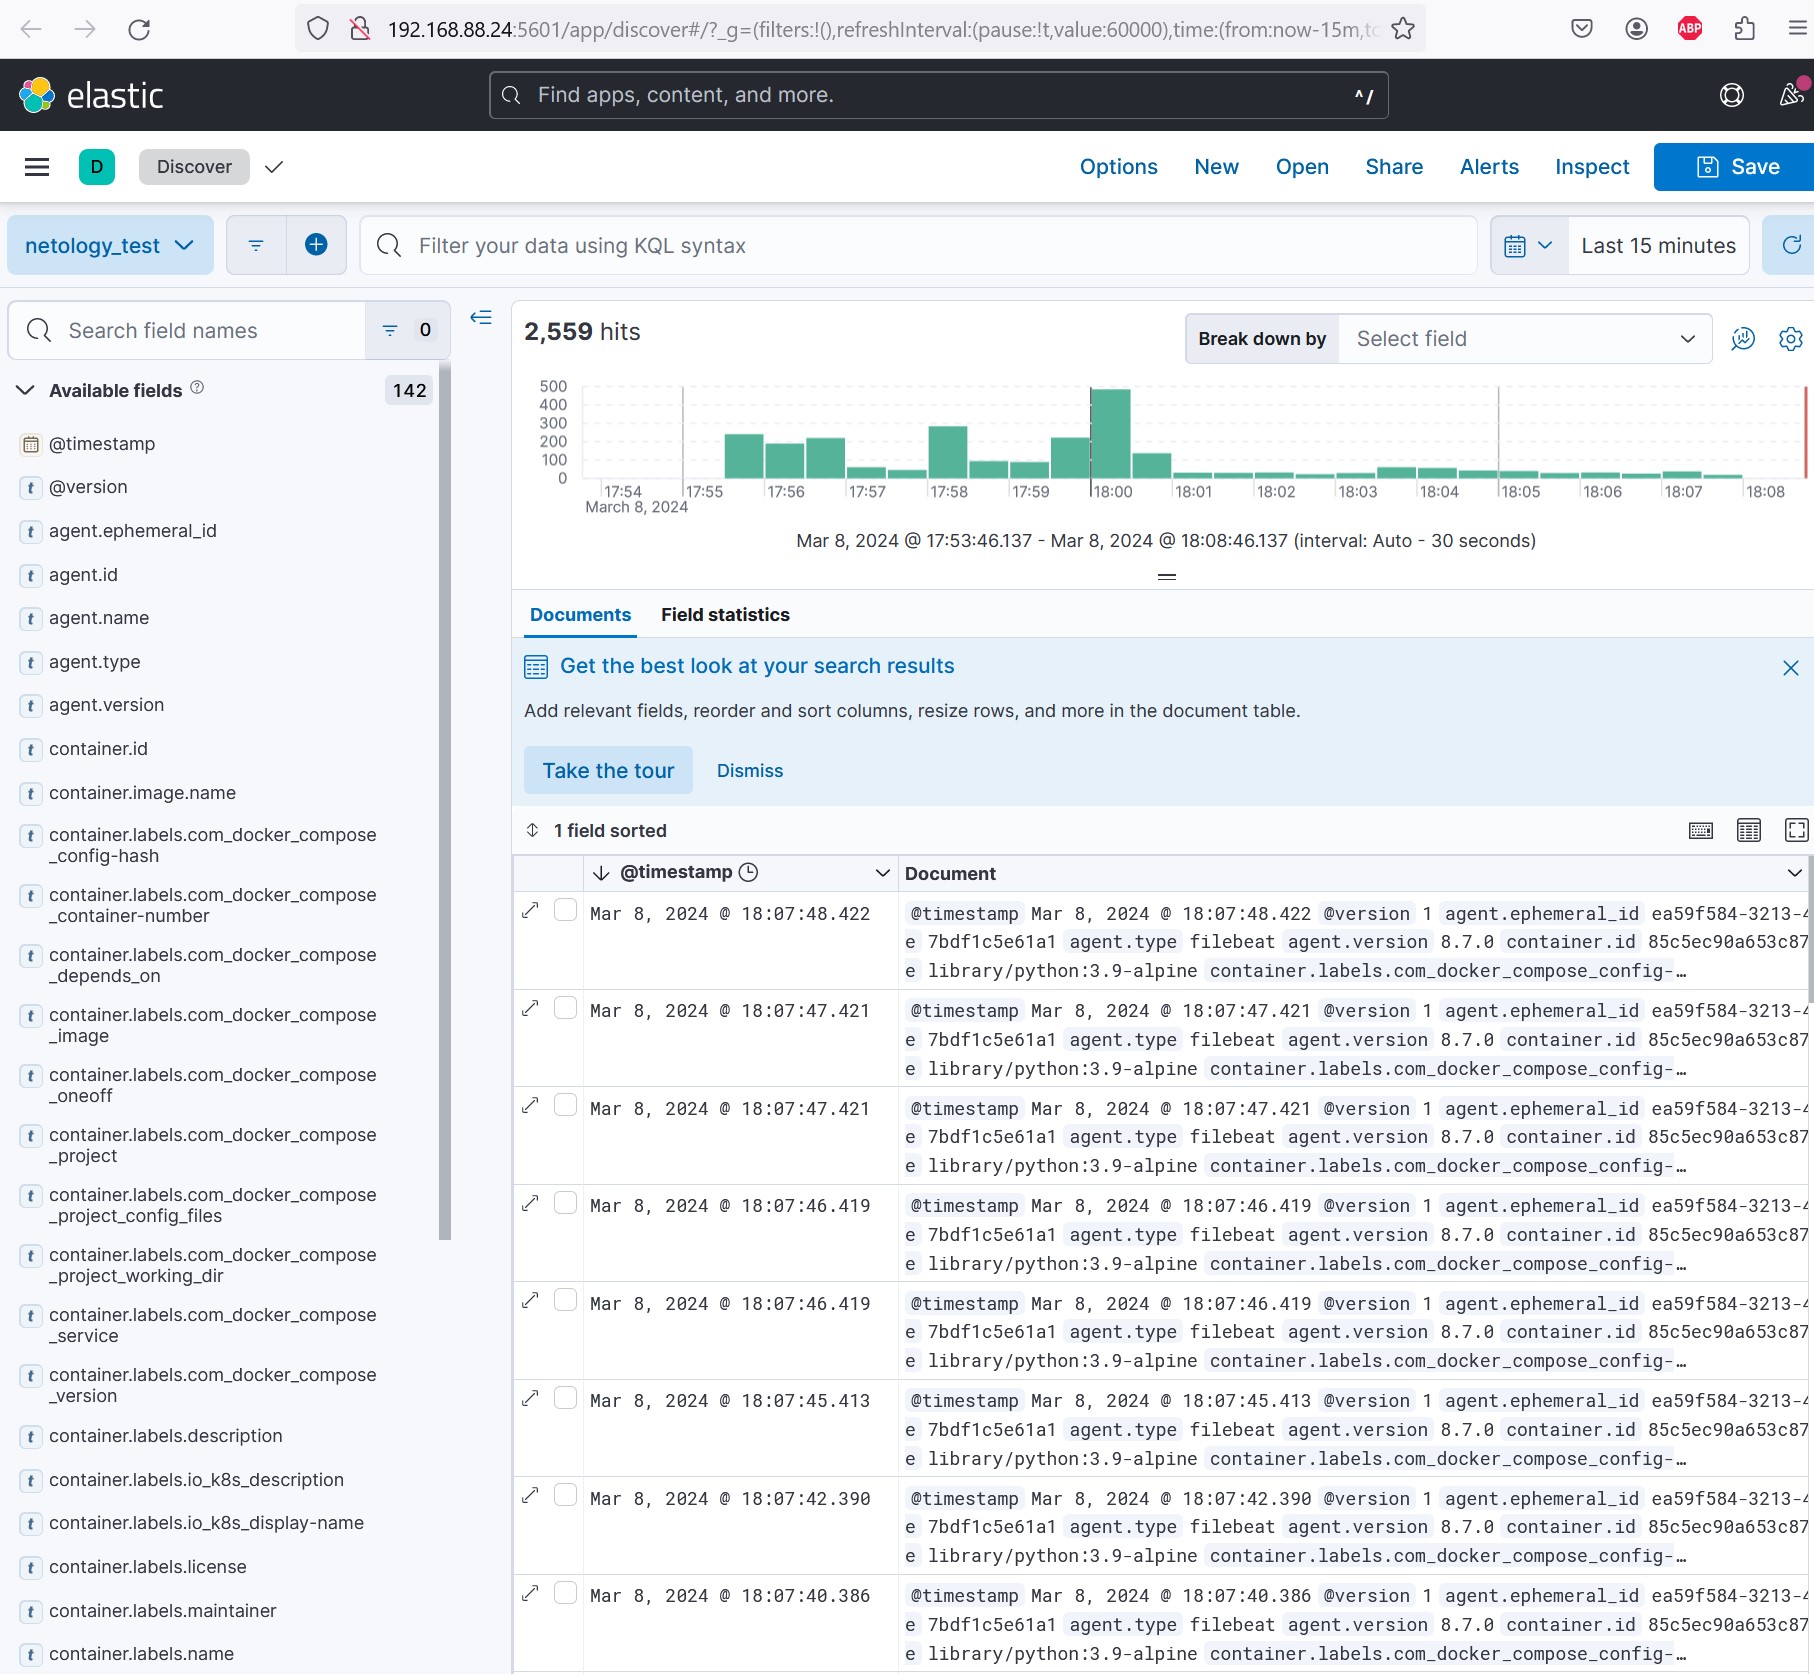 192.168.88.24:5601/app/discover#/?_g=(filters:!(),refreshInterval:(pause:!t,value:60000),time:(from:now-15m,to
ABP
elastic
Find apps, content, and more.
^/
D
Discover
Options
New
Open
Share
Alerts
Inspect
Save
netology_test
Filter your data using KQL syntax
Last 15 minutes
Search field names
0
Available fields
142
@timestamp
t @version
t agent.ephemeral_id
t agent.id
t agent.name
t agent.type
t agent.version
t container.id
t container.image.name
t container.labels.com_docker_compose
_config-hash
t container.labels.com_docker_compose
_container-number
t container.labels.com_docker_compose
_depends_on
t container.labels.com_docker_compose
_image
t container.labels.com_docker_compose
_oneoff
t container.labels.com_docker_compose
_project
t container.labels.com_docker_compose
_project_config_files
t container.labels.com_docker_compose
_project_working_dir
t container.labels.com_docker_compose
_service
t container.labels.com_docker_compose
_version
t container.labels.description
t container.labels.io_k8s_description
t container.labels.io_k8s_display-name
t container.labels.license
t container.labels.maintainer
t container.labels.name
2,559 hits
Break down by
Select field
500
400
300
200
100
0
17:54 17:55 17:56 17:57 17:58 17:59 18:00 18:01 18:02 18:03 18:04 18:05 18:06 18:07 18:08
March 8, 2024
Mar 8, 2024 @ 17:53:46.137 - Mar 8, 2024 @ 18:08:46.137 (interval: Auto - 30 seconds)
Documents
Field statistics
Get the best look at your search results
Add relevant fields, reorder and sort columns, resize rows, and more in the document table.
Take the tour
Dismiss
1 field sorted
@timestamp
Document
Mar 8, 2024 @ 18:07:48.422
@timestamp Mar 8, 2024 @ 18:07:48.422 @version 1 agent.ephemeral_id ea59f584-3213-4
e 7bdf1c5e61a1 agent.type filebeat agent.version 8.7.0 container.id 85c5ec90a653c87
e library/python:3.9-alpine container.labels.com_docker_compose_config-…
Mar 8, 2024 @ 18:07:47.421
@timestamp Mar 8, 2024 @ 18:07:47.421 @version 1 agent.ephemeral_id ea59f584-3213-4
e 7bdf1c5e61a1 agent.type filebeat agent.version 8.7.0 container.id 85c5ec90a653c87
e library/python:3.9-alpine container.labels.com_docker_compose_config-…
Mar 8, 2024 @ 18:07:47.421
@timestamp Mar 8, 2024 @ 18:07:47.421 @version 1 agent.ephemeral_id ea59f584-3213-4
e 7bdf1c5e61a1 agent.type filebeat agent.version 8.7.0 container.id 85c5ec90a653c87
e library/python:3.9-alpine container.labels.com_docker_compose_config-…
Mar 8, 2024 @ 18:07:46.419
@timestamp Mar 8, 2024 @ 18:07:46.419 @version 1 agent.ephemeral_id ea59f584-3213-4
e 7bdf1c5e61a1 agent.type filebeat agent.version 8.7.0 container.id 85c5ec90a653c87
e library/python:3.9-alpine container.labels.com_docker_compose_config-…
Mar 8, 2024 @ 18:07:46.419
@timestamp Mar 8, 2024 @ 18:07:46.419 @version 1 agent.ephemeral_id ea59f584-3213-4
e 7bdf1c5e61a1 agent.type filebeat agent.version 8.7.0 container.id 85c5ec90a653c87
e library/python:3.9-alpine container.labels.com_docker_compose_config-…
Mar 8, 2024 @ 18:07:45.413
@timestamp Mar 8, 2024 @ 18:07:45.413 @version 1 agent.ephemeral_id ea59f584-3213-4
e 7bdf1c5e61a1 agent.type filebeat agent.version 8.7.0 container.id 85c5ec90a653c87
e library/python:3.9-alpine container.labels.com_docker_compose_config-…
Mar 8, 2024 @ 18:07:42.390
@timestamp Mar 8, 2024 @ 18:07:42.390 @version 1 agent.ephemeral_id ea59f584-3213-4
e 7bdf1c5e61a1 agent.type filebeat agent.version 8.7.0 container.id 85c5ec90a653c87
e library/python:3.9-alpine container.labels.com_docker_compose_config-…
Mar 8, 2024 @ 18:07:40.386
@timestamp Mar 8, 2024 @ 18:07:40.386 @version 1 agent.ephemeral_id ea59f584-3213-4
e 7bdf1c5e61a1 agent.type filebeat agent.version 8.7.0 container.id 85c5ec90a653c87
e library/python:3.9-alpine container.labels.com_docker_compose_config-…